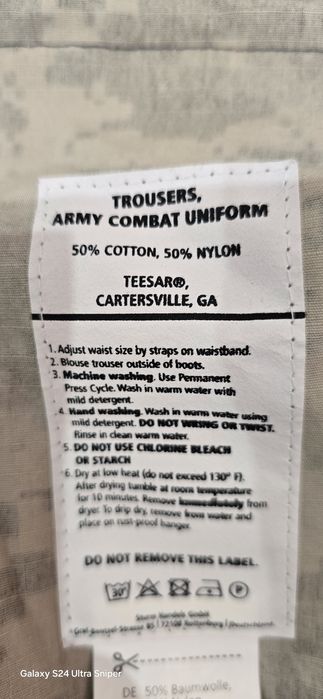 TROUSERS,
ARMY COMBAT UNIFORM
50% COTTON, 50% NYLON
TEESAR®,
CARTERSVILLE, GA
1. Adjust waist size by straps on waistband.
2. Blouse trouser outside of boots.
3. Machine washing. Use Permanent
Press Cycle. Wash in warm water with
mild detergent.
4. Hand washing. Wash in warm water using
mild detergent. DO NOT WRING OR TWIST.
Rinse in clean warm water.
5. DO NOT USE CHLORINE BLEACH
OR STARCH
6. Dry at low heat (do not exceed 130° F).
After drying tumble at room temperature
for 10 minutes. Remove immediately from
dryer. To drip dry, remove from water and
place on rust-proof hanger.
DO NOT REMOVE THIS LABEL.
30°
P
Sturm Handels GmbH
72108 Rottenburg | Deutschland
DE 50% Baumwolle,
Galaxy S24 Ultra Sniper